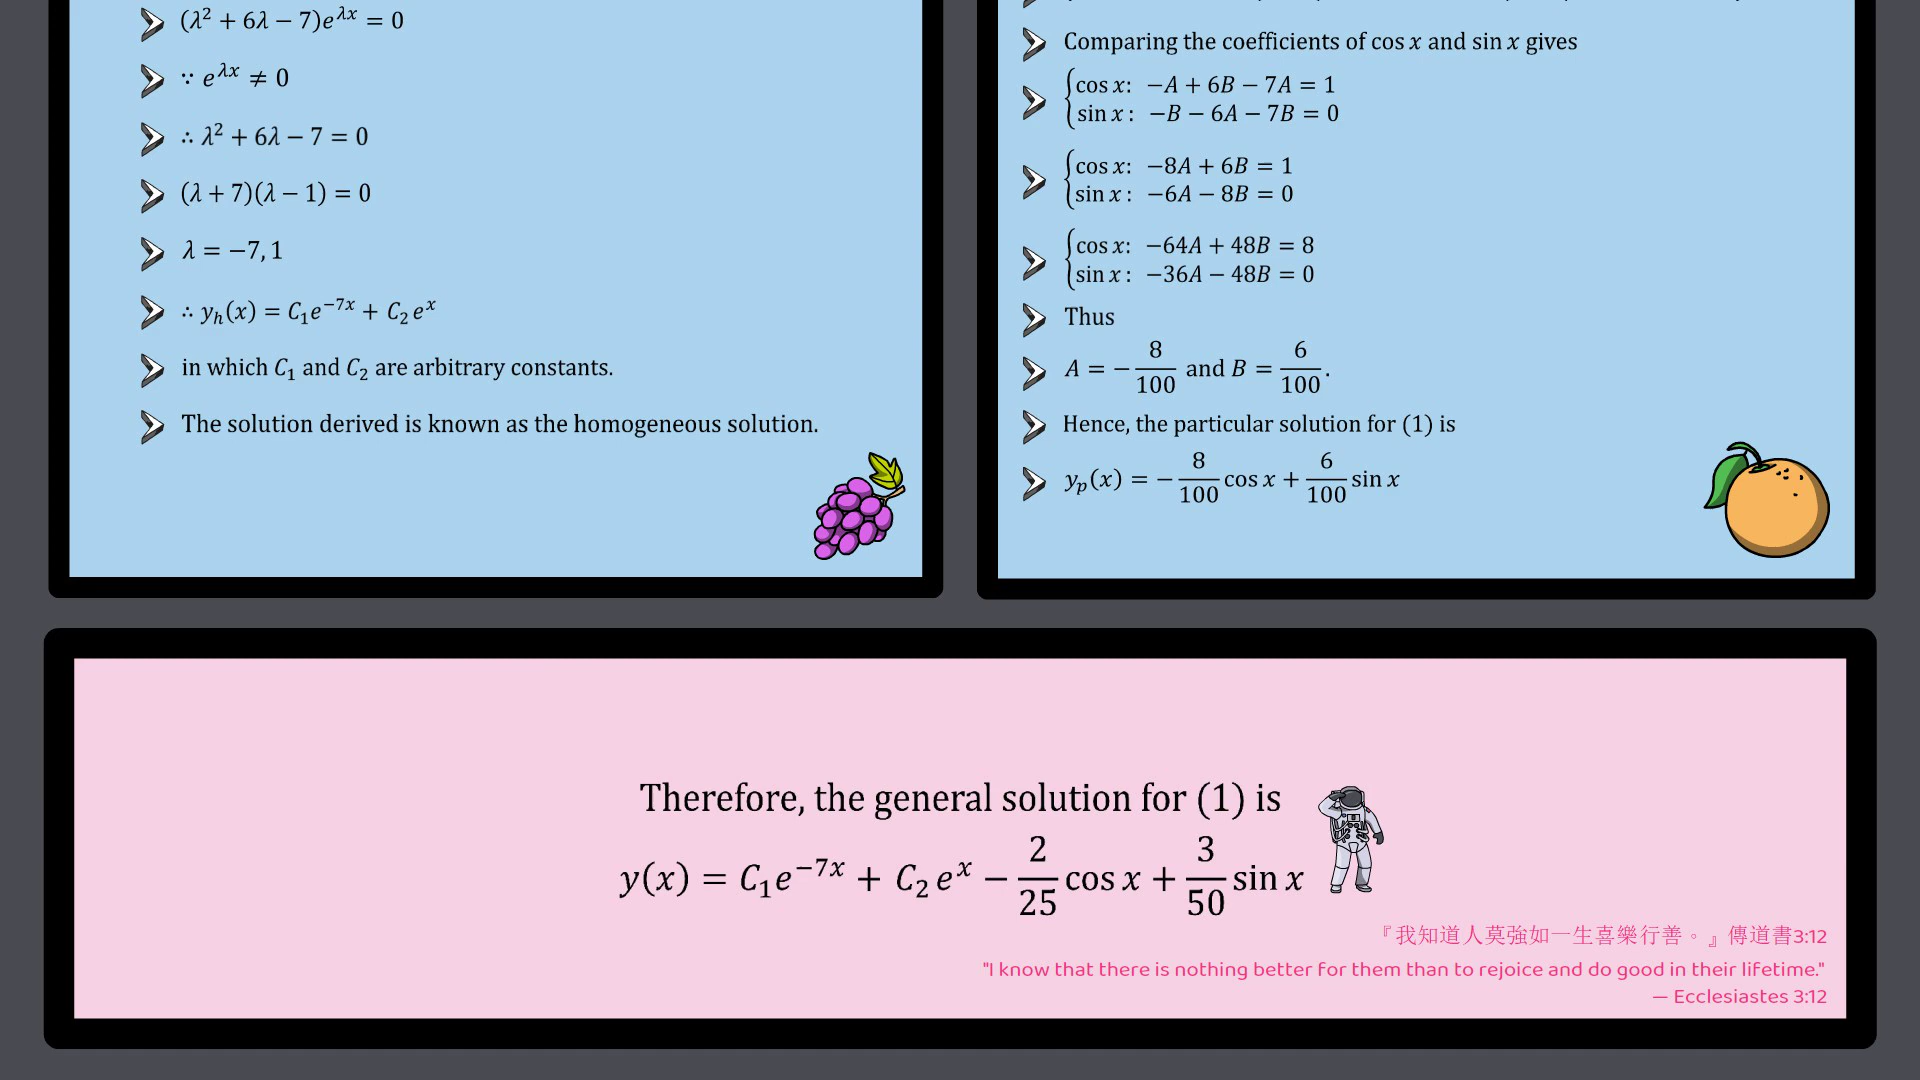 (λ² + 6λ − 7)e^{λx} = 0
∵ e^{λx} ≠ 0
∴ λ² + 6λ − 7 = 0
(λ + 7)(λ − 1) = 0
λ = −7, 1
∴ y_h(x) = C₁e^{−7x} + C₂e^x
in which C₁ and C₂ are arbitrary constants.
The solution derived is known as the homogeneous solution.
Comparing the coefficients of cos x and sin x gives
{cos x: −A + 6B − 7A = 1
sin x: −B − 6A − 7B = 0
{cos x: −8A + 6B = 1
sin x: −6A − 8B = 0
{cos x: −64A + 48B = 8
sin x: −36A − 48B = 0
Thus
A = −8/100 and B = 6/100.
Hence, the particular solution for (1) is
y_p(x) = −8/100 cos x + 6/100 sin x
Therefore, the general solution for (1) is
y(x) = C₁e^{−7x} + C₂e^x − 2/25 cos x + 3/50 sin x
『我知道人莫強如一生喜樂行善。』傳道書3:12
"I know that there is nothing better for them than to rejoice and do good in their lifetime."
— Ecclesiastes 3:12